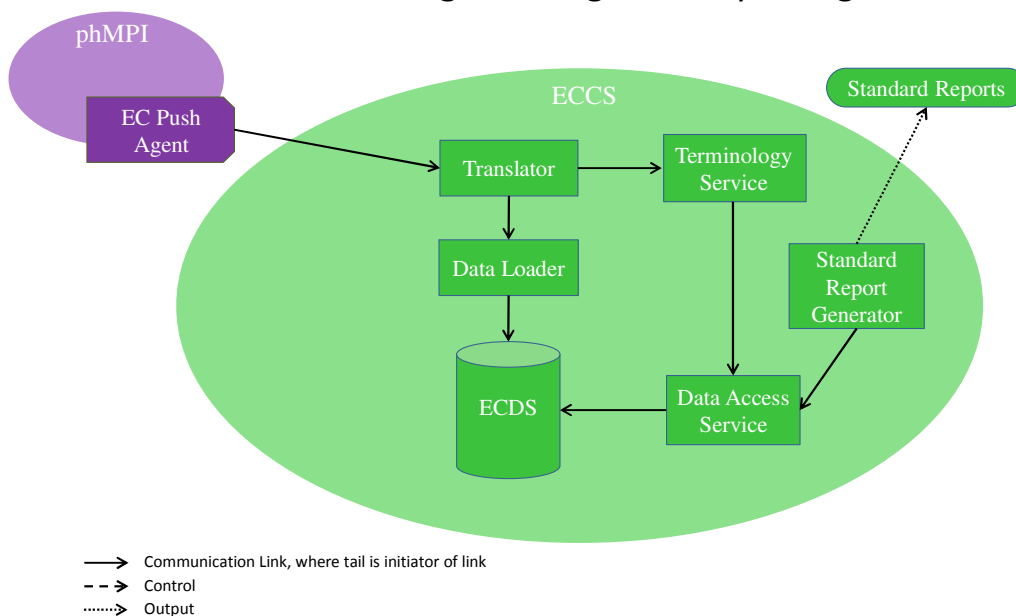 phMPI
EC Push
Agent
ECCS
Standard Reports
Translator
Terminology
Service
Data Loader
Standard
Report
Generator
ECDS
Data Access
Service
Communication Link, where tail is initiator of link
Control
Output